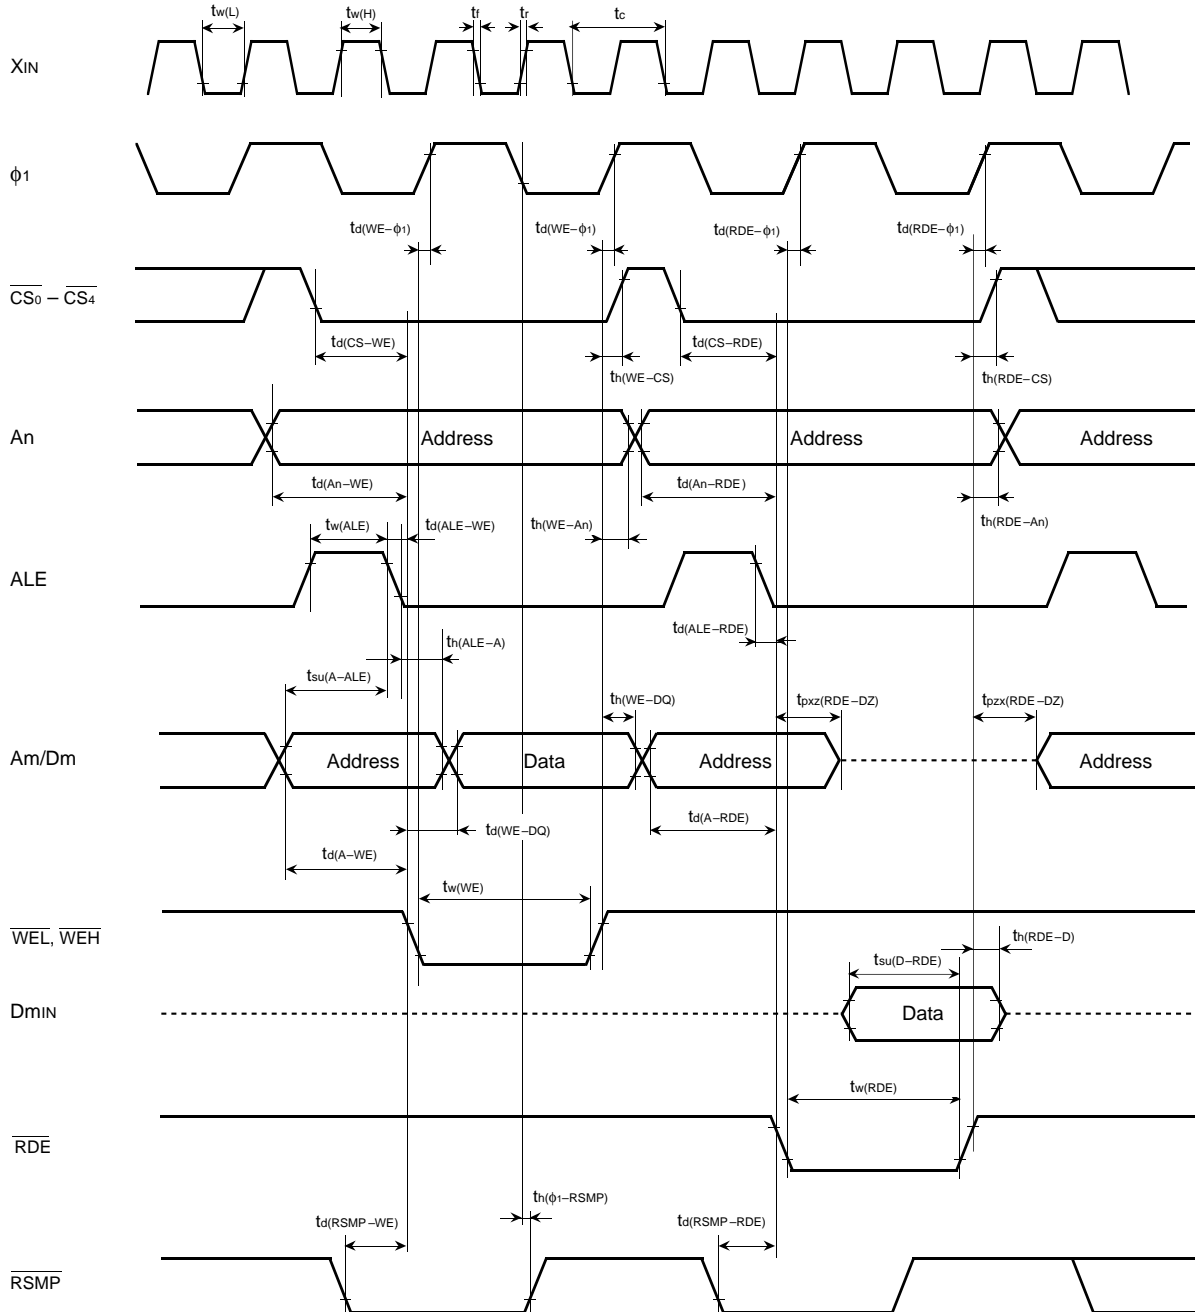 tw(L) tw(H) tf tr tc
XIN
ϕ1
td(WE–ϕ1) td(WE–ϕ1) td(RDE–ϕ1) td(RDE–ϕ1)
CS0 – CS4
td(CS–WE) td(CS–RDE)
th(WE–CS) th(RDE–CS)
An Address Address Address
td(An–WE) td(An–RDE)
tw(ALE) td(ALE–WE) th(WE–An) th(RDE–An)
ALE
td(ALE–RDE)
th(ALE–A)
tsu(A–ALE) th(WE–DQ) tpxz(RDE–DZ) tpzx(RDE–DZ)
Am/Dm Address Data Address Address
td(WE–DQ) td(A–RDE)
td(A–WE)
tw(WE)
WEL, WEH
th(RDE–D)
tsu(D–RDE)
DmIN Data
tw(RDE)
RDE
th(ϕ1–RSMP)
td(RSMP–WE) td(RSMP–RDE)
RSMP